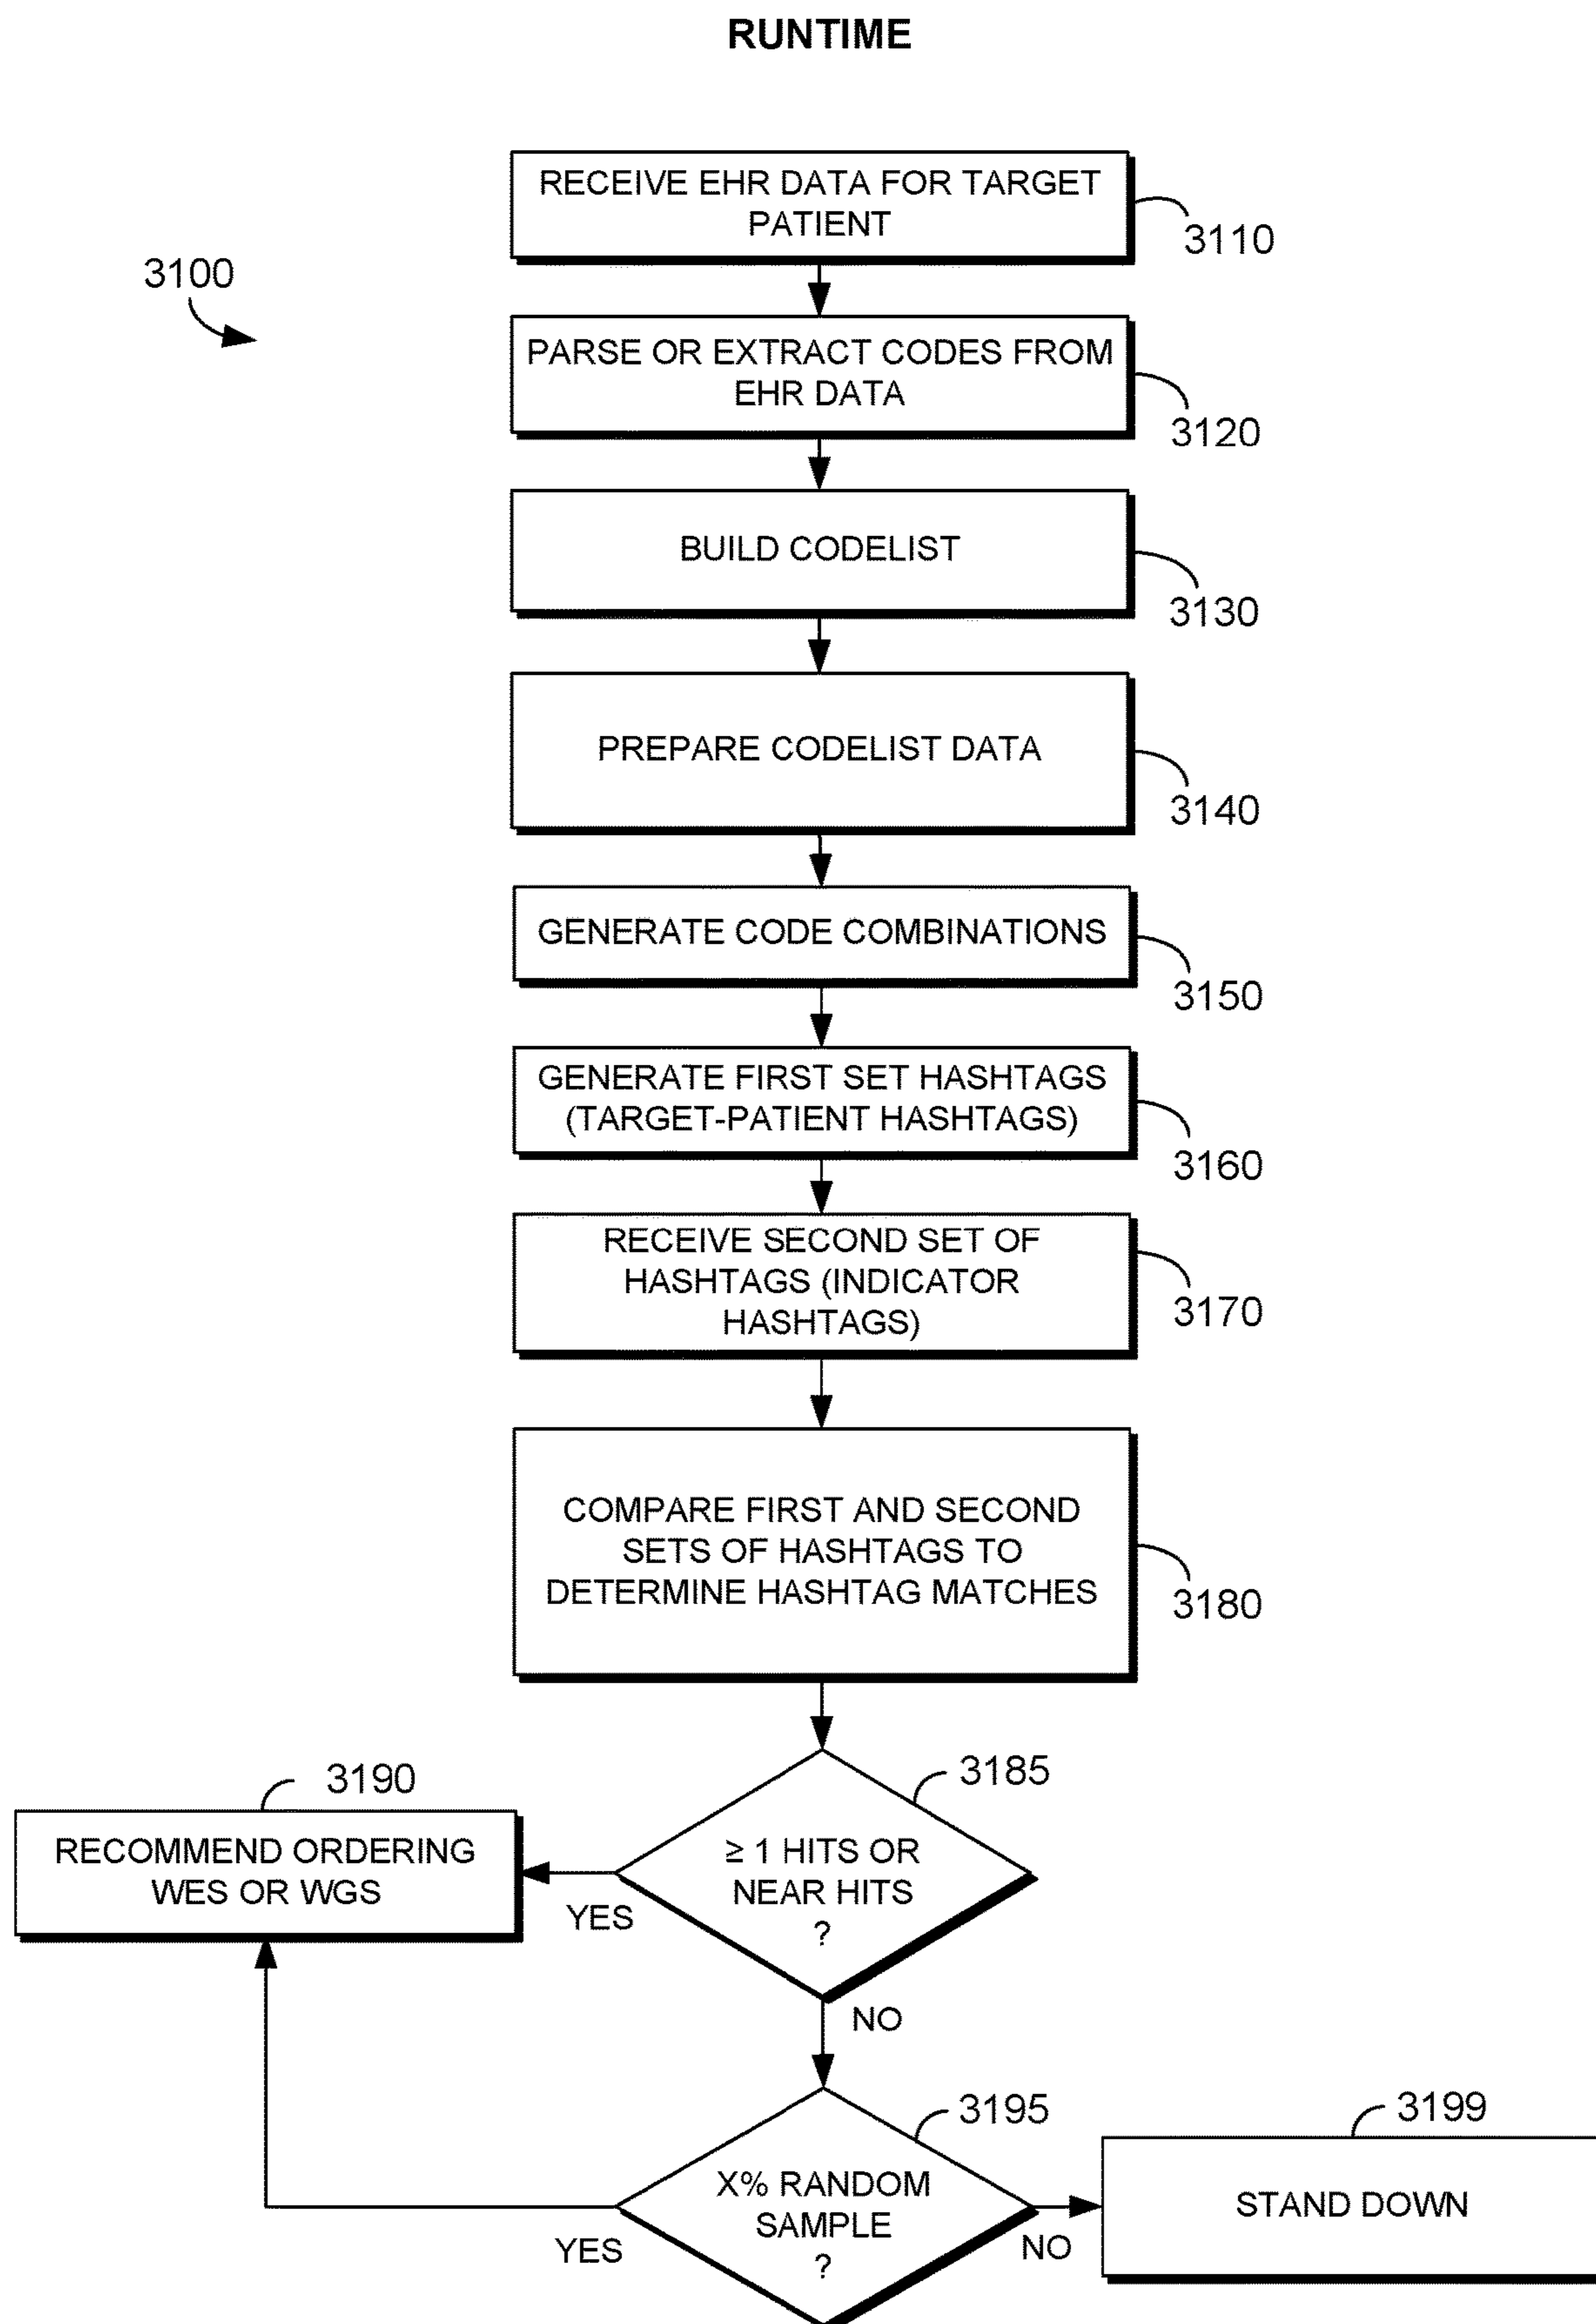 RUNTIME
RECEIVE EHR DATA FOR TARGET
PATIENT
3110
3100
PARSE OR EXTRACT CODES FROM
EHR DATA
3120
BUILD CODELIST
3130
PREPARE CODELIST DATA
3140
GENERATE CODE COMBINATIONS
3150
GENERATE FIRST SET HASHTAGS
(TARGET-PATIENT HASHTAGS)
3160
RECEIVE SECOND SET OF
HASHTAGS (INDICATOR
HASHTAGS)
3170
COMPARE FIRST AND SECOND
SETS OF HASHTAGS TO
DETERMINE HASHTAG MATCHES
3180
3185
≥ 1 HITS OR
NEAR HITS
?
YES
NO
3190
RECOMMEND ORDERING
WES OR WGS
3195
X% RANDOM
SAMPLE
?
YES
NO
3199
STAND DOWN